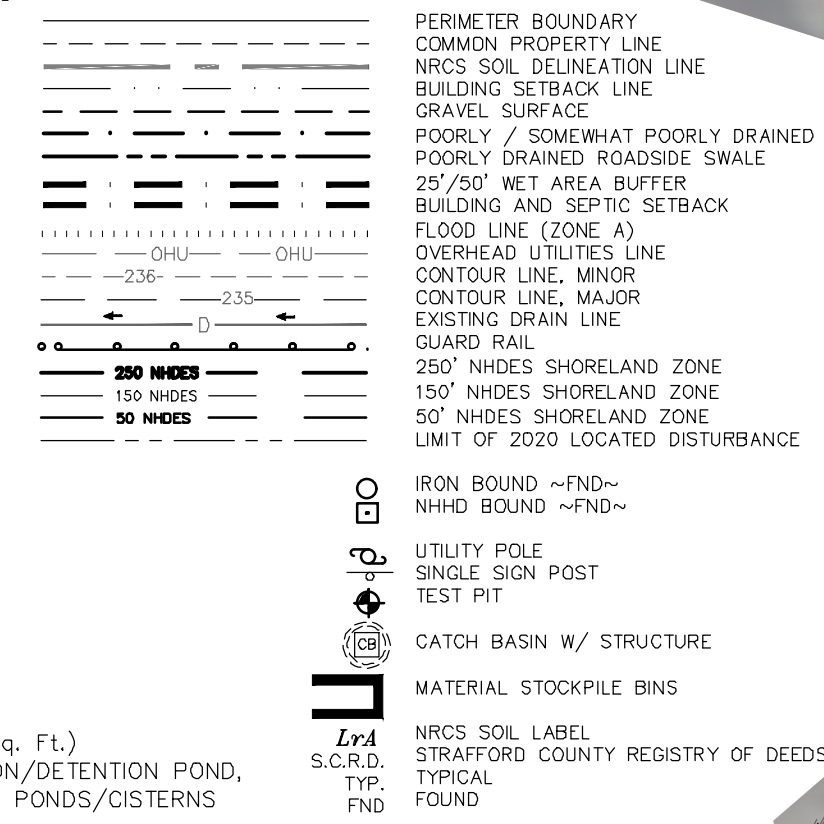 PERIMETER BOUNDARY
COMMON PROPERTY LINE
NRCS SOIL DELINEATION LINE
BUILDING SETBACK LINE
GRAVEL SURFACE
POORLY / SOMEWHAT POORLY DRAINED
POORLY DRAINED ROADSIDE SWALE
25'/50' WET AREA BUFFER
BUILDING AND SEPTIC SETBACK
FLOOD LINE (ZONE A)
OHU OHU OVERHEAD UTILITIES LINE
236 CONTOUR LINE, MINOR
235 CONTOUR LINE, MAJOR
D EXISTING DRAIN LINE
GUARD RAIL
250 NHDES 250' NHDES SHORELAND ZONE
150 NHDES 150' NHDES SHORELAND ZONE
50 NHDES 50' NHDES SHORELAND ZONE
LIMIT OF 2020 LOCATED DISTURBANCE
IRON BOUND ~FND~
NHHD BOUND ~FND~
UTILITY POLE
SINGLE SIGN POST
TEST PIT
CB CATCH BASIN W/ STRUCTURE
MATERIAL STOCKPILE BINS
LrA NRCS SOIL LABEL
S.C.R.D. STRAFFORD COUNTY REGISTRY OF DEEDS
TYP. TYPICAL
FND FOUND
q. Ft.)
ON/DETENTION POND,
PONDS/CISTERNS